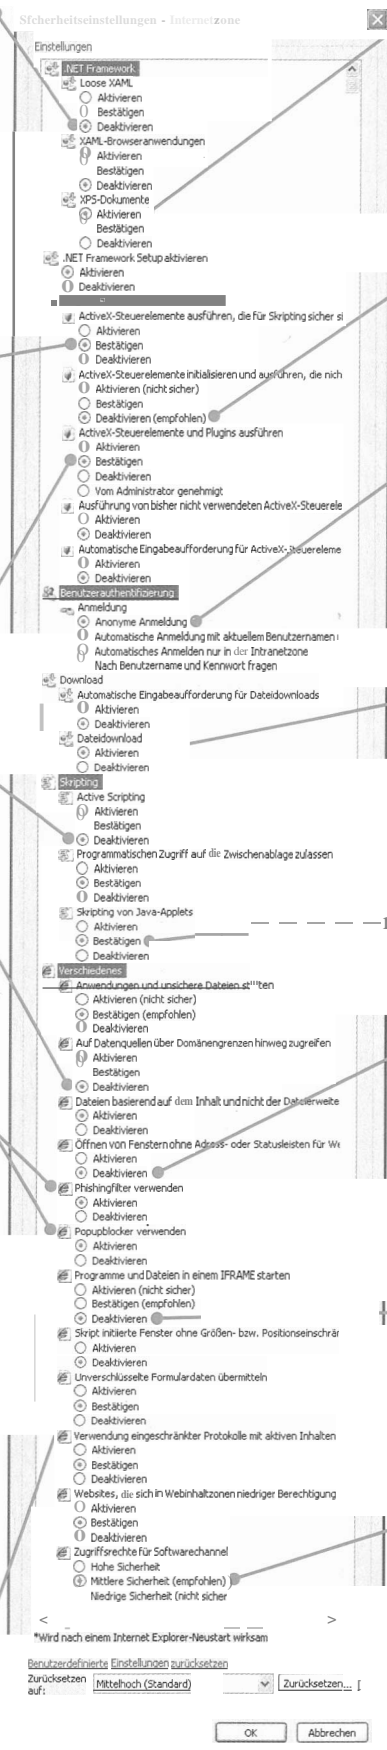 Sfcherheitseinstellungen - Internetzone
Einstellungen
.NET Framework
Loose XAML
Aktivieren
Bestätigen
Deaktivieren
XAML-Browseranwendungen
Aktivieren
Bestätigen
Deaktivieren
XPS-Dokumente
Aktivieren
Bestätigen
Deaktivieren
.NET Framework Setup aktivieren
Aktivieren
Deaktivieren
ActiveX-Steuerelemente ausführen, die für Skripting sicher si
Aktivieren
Bestätigen
Deaktivieren
ActiveX-Steuerelemente initialisieren und ausführen, die nich
Aktivieren (nicht sicher)
Bestätigen
Deaktivieren (empfohlen)
ActiveX-Steuerelemente und Plugins ausführen
Aktivieren
Bestätigen
Deaktivieren
Vom Administrator genehmigt
Ausführung von bisher nicht verwendeten ActiveX-Steuerele
Aktivieren
Deaktivieren
Automatische Eingabeaufforderung für ActiveX-Steuereleme
Aktivieren
Deaktivieren
Benutzerauthentifizierung
Anmeldung
Anonyme Anmeldung
Automatische Anmeldung mit aktuellem Benutzernamen
Automatisches Anmelden nur in der Intranetzone
Nach Benutzername und Kennwort fragen
Download
Automatische Eingabeaufforderung für Dateidownloads
Aktivieren
Deaktivieren
Dateidownload
Aktivieren
Deaktivieren
Skripting
Active Scripting
Aktivieren
Bestätigen
Deaktivieren
Programmatischen Zugriff auf die Zwischenablage zulassen
Aktivieren
Bestätigen
Deaktivieren
Skripting von Java-Applets
Aktivieren
Bestätigen
Deaktivieren
Verschiedenes
Anwendungen und unsichere Dateien st'"ten
Aktivieren (nicht sicher)
Bestätigen (empfohlen)
Deaktivieren
Auf Datenquellen über Domänengrenzen hinweg zugreifen
Aktivieren
Bestätigen
Deaktivieren
Dateien basierend auf dem Inhalt und nicht der Dateierweite
Aktivieren
Deaktivieren
Öffnen von Fenstern ohne Adress- oder Statusleisten für We
Aktivieren
Deaktivieren
Phishingfilter verwenden
Aktivieren
Deaktivieren
Popupblocker verwenden
Aktivieren
Deaktivieren
Programme und Dateien in einem IFRAME starten
Aktivieren (nicht sicher)
Bestätigen (empfohlen)
Deaktivieren
Skript initiierte Fenster ohne Größen- bzw. Positionseinschrär
Aktivieren
Deaktivieren
Unverschlüsselte Formulardaten übermitteln
Aktivieren
Bestätigen
Deaktivieren
Verwendung eingeschränkter Protokolle mit aktiven Inhalten
Aktivieren
Bestätigen
Deaktivieren
Websites, die sich in Webinhaltzonen niedriger Berechtigung
Aktivieren
Bestätigen
Deaktivieren
Zugriffsrechte für Softwarechannel
Hohe Sicherheit
Mittlere Sicherheit (empfohlen)
Niedrige Sicherheit (nicht sicher
< >
*Wird nach einem Internet Explorer-Neustart wirksam
Benutzerdefinierte Einstellungen zurücksetzen
Zurücksetzen auf: Mittelhoch (Standard) Zurücksetzen...
OK Abbrechen